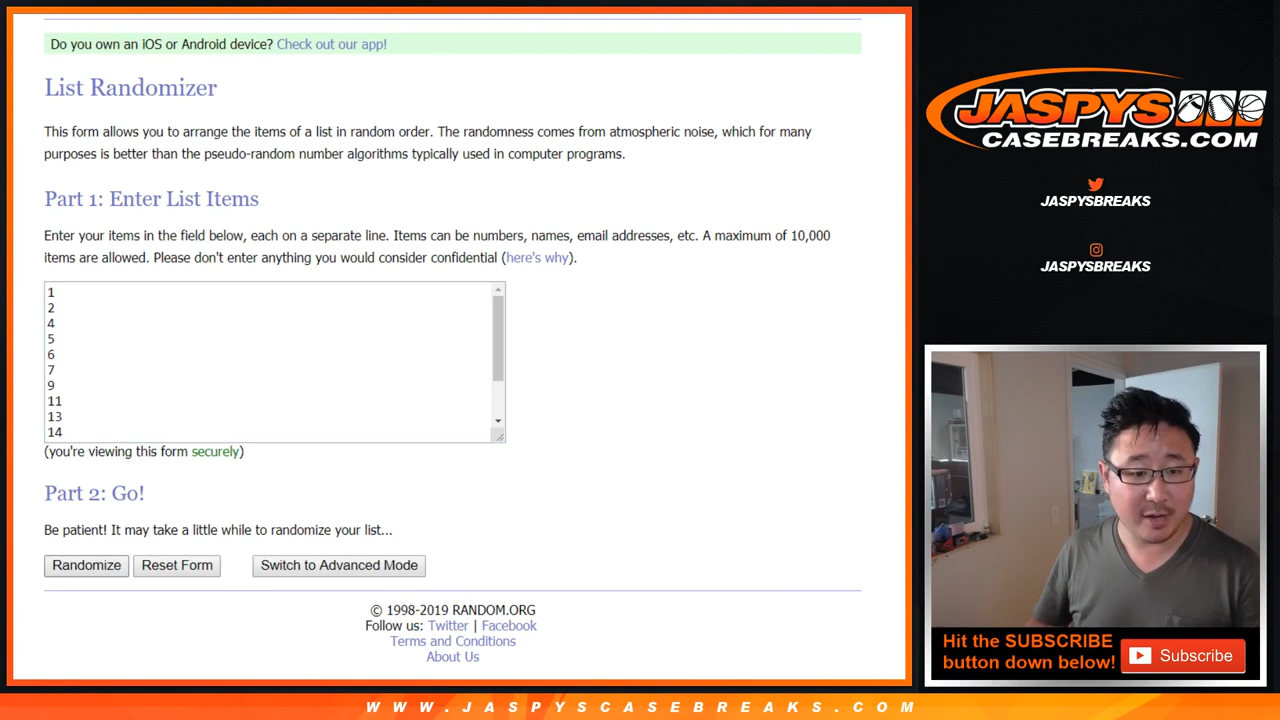 Do you own an iOS or Android device? Check out our app!
List Randomizer
This form allows you to arrange the items of a list in random order. The randomness comes from atmospheric noise, which for many
purposes is better than the pseudo-random number algorithms typically used in computer programs.
Part 1: Enter List Items
Enter your items in the field below, each on a separate line. Items can be numbers, names, email addresses, etc. A maximum of 10,000
items are allowed. Please don't enter anything you would consider confidential (here's why).
1
2
4
5
6
7
9
11
13
14
(you're viewing this form securely)
Part 2: Go!
Be patient! It may take a little while to randomize your list...
Randomize Reset Form Switch to Advanced Mode
© 1998-2019 RANDOM.ORG
Follow us: Twitter | Facebook
Terms and Conditions
About Us
JASPYS
CASEBREAKS.COM
JASPYSBREAKS
JASPYSBREAKS
Hit the SUBSCRIBE
button down below!
Subscribe
WWW.JASPYSCASEBREAKS.COM